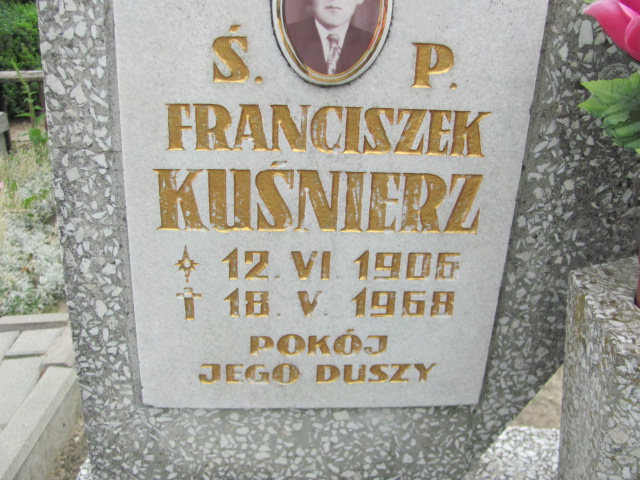 Ś. P.
FRANCISZEK
KUŚNIERZ
12. VI. 1906
18. V. 1968
POKÓJ
JEGO DUSZY